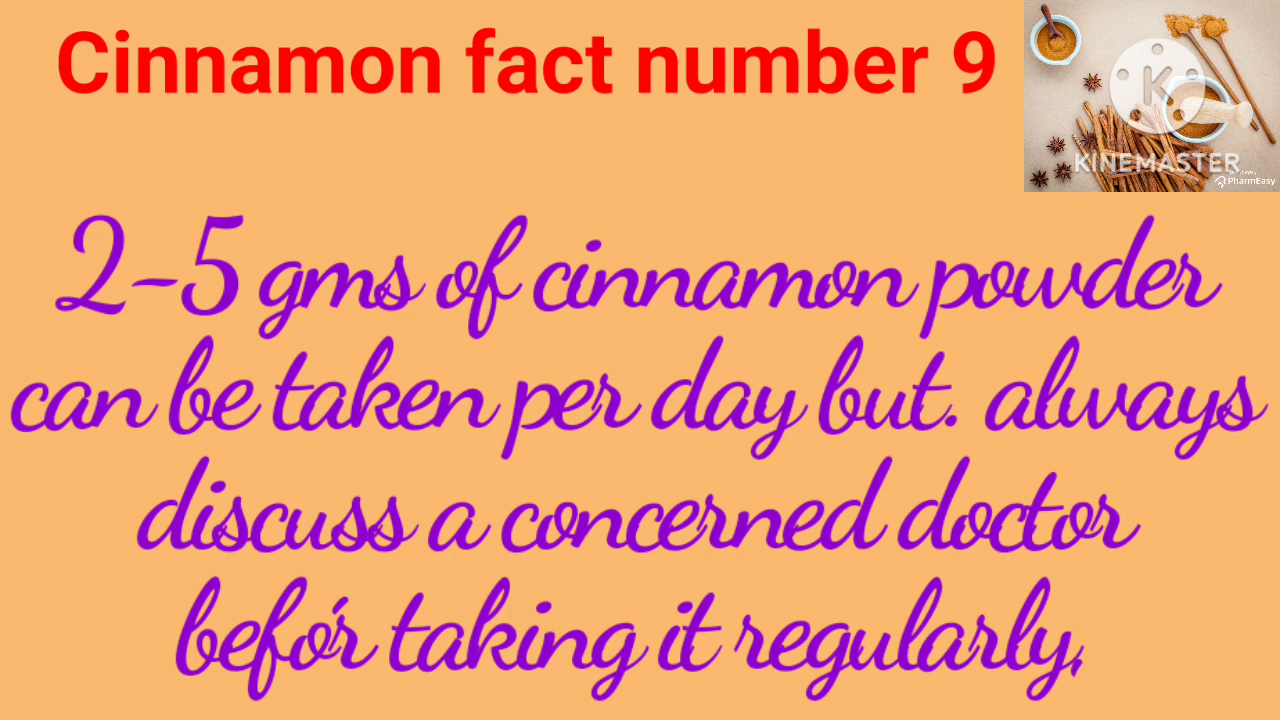 Cinnamon fact number 9
KINEMASTER
PharmEasy
2-5 gms of cinnamon powder
can be taken per day but. always
discuss a concerned doctor
befo'r taking it regularly,